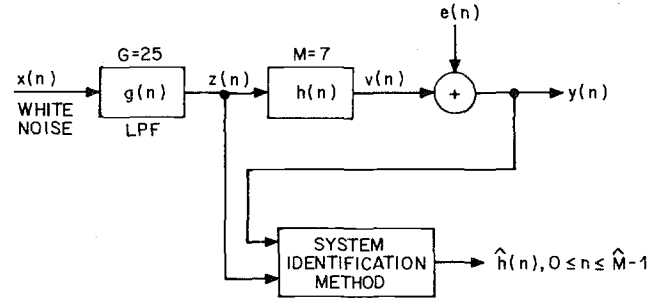 e(n)
G=25
M=7
x(n)
g(n)
z(n)
h(n)
v(n)
+
y(n)
WHITE
NOISE
LPF
SYSTEM
IDENTIFICATION
METHOD
ĥ(n), 0 ≤ n ≤ M̂-1